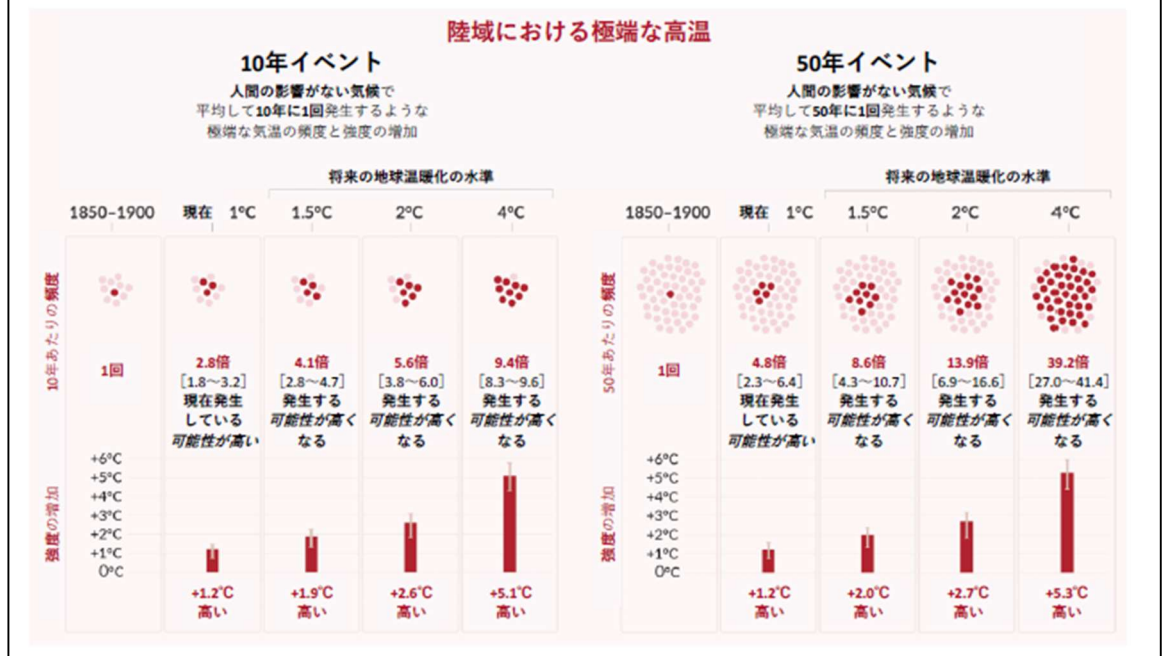 陸域における極端な高温
10年イベント
人間の影響がない気候で
平均して10年に1回発生するような
極端な気温の頻度と強度の増加
将来の地球温暖化の水準
1850–1900 現在 1°C 1.5°C 2°C 4°C
10年あたりの頻度
1回
2.8倍
[1.8～3.2]
現在発生
している
可能性が高い
4.1倍
[2.8～4.7]
発生する
可能性が高く
なる
5.6倍
[3.8～6.0]
発生する
可能性が高く
なる
9.4倍
[8.3～9.6]
発生する
可能性が高く
なる
強度の増加
+6°C
+5°C
+4°C
+3°C
+2°C
+1°C
0°C
+1.2℃
高い
+1.9℃
高い
+2.6℃
高い
+5.1℃
高い
50年イベント
人間の影響がない気候で
平均して50年に1回発生するような
極端な気温の頻度と強度の増加
将来の地球温暖化の水準
1850–1900 現在 1°C 1.5°C 2°C 4°C
50年あたりの頻度
1回
4.8倍
[2.3～6.4]
現在発生
している
可能性が高い
8.6倍
[4.3～10.7]
発生する
可能性が高く
なる
13.9倍
[6.9～16.6]
発生する
可能性が高く
なる
39.2倍
[27.0～41.4]
発生する
可能性が高く
なる
強度の増加
+6°C
+5°C
+4°C
+3°C
+2°C
+1°C
0°C
+1.2℃
高い
+2.0℃
高い
+2.7℃
高い
+5.3℃
高い